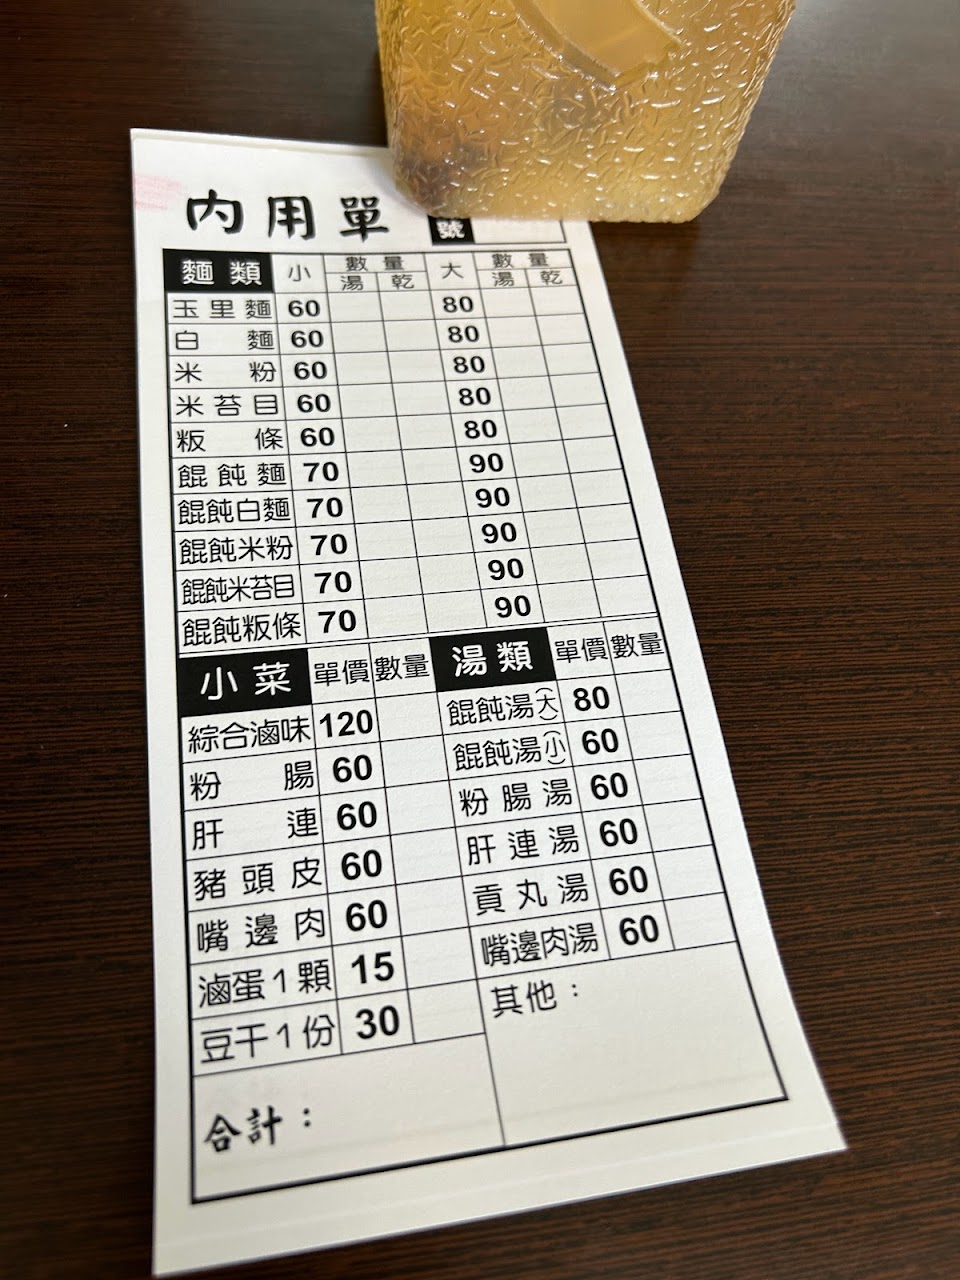 內用單 號
麵類 小 數量 大 數量
湯 乾 湯 乾
玉里麵 60 80
白麵 60 80
米粉 60 80
米苔目 60 80
粄條 60 80
餛飩麵 70 90
餛飩白麵 70 90
餛飩米粉 70 90
餛飩米苔目 70 90
餛飩粄條 70 90
小菜 單價 數量
綜合滷味 120
粉腸 60
肝連 60
豬頭皮 60
嘴邊肉 60
滷蛋1顆 15
豆干1份 30
合計：
湯類 單價 數量
餛飩湯(大) 80
餛飩湯(小) 60
粉腸湯 60
肝連湯 60
貢丸湯 60
嘴邊肉湯 60
其他：